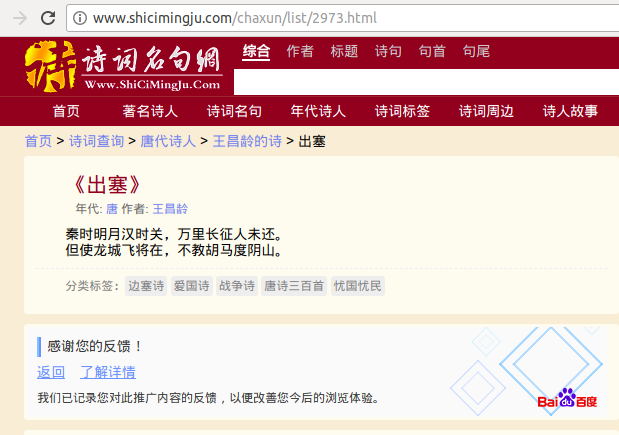 www.shicimingju.com/chaxun/list/2973.html
诗 诗词名句網
www.ShiCiMingJu.Com
综合 作者 标题 诗句 句首 句尾
首页 著名诗人 诗词名句 年代诗人 诗词标签 诗词周边 诗人故事
首页 > 诗词查询 > 唐代诗人 > 王昌龄的诗 > 出塞
《出塞》
年代: 唐 作者: 王昌龄
秦时明月汉时关，万里长征人未还。
但使龙城飞将在，不教胡马度阴山。
分类标签： 边塞诗 爱国诗 战争诗 唐诗三百首 忧国忧民
感谢您的反馈！
返回 了解详情
我们已记录您对此推广内容的反馈，以便改善您今后的浏览体验。
Baidu百度